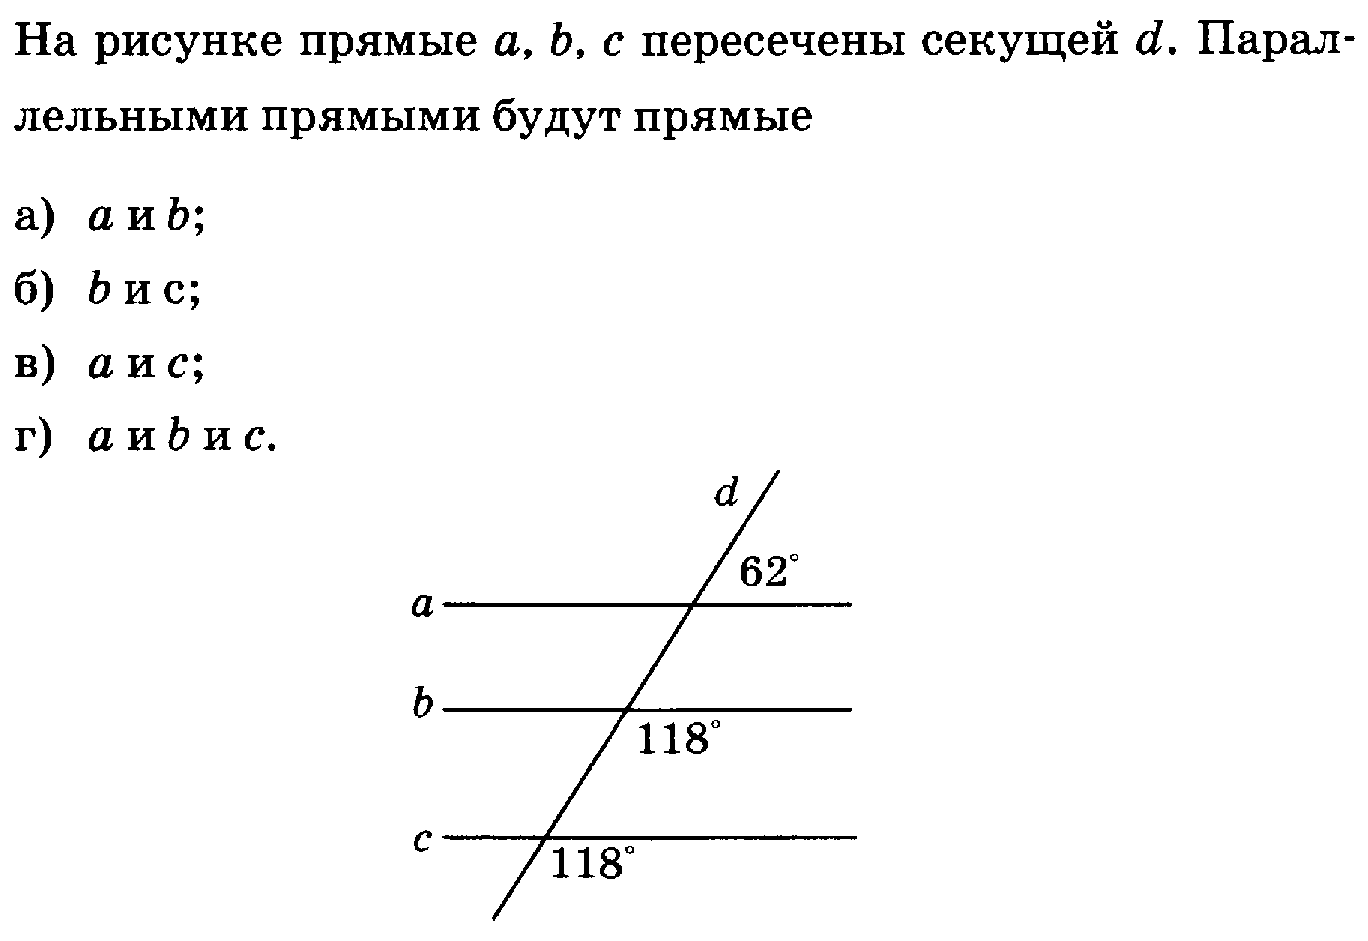 На рисунке прямые a, b, c пересечены секущей d. Парал-
лельными прямыми будут прямые
а) a и b;
б) b и c;
в) a и c;
г) a и b и c.
d
62°
a
b
118°
c
118°